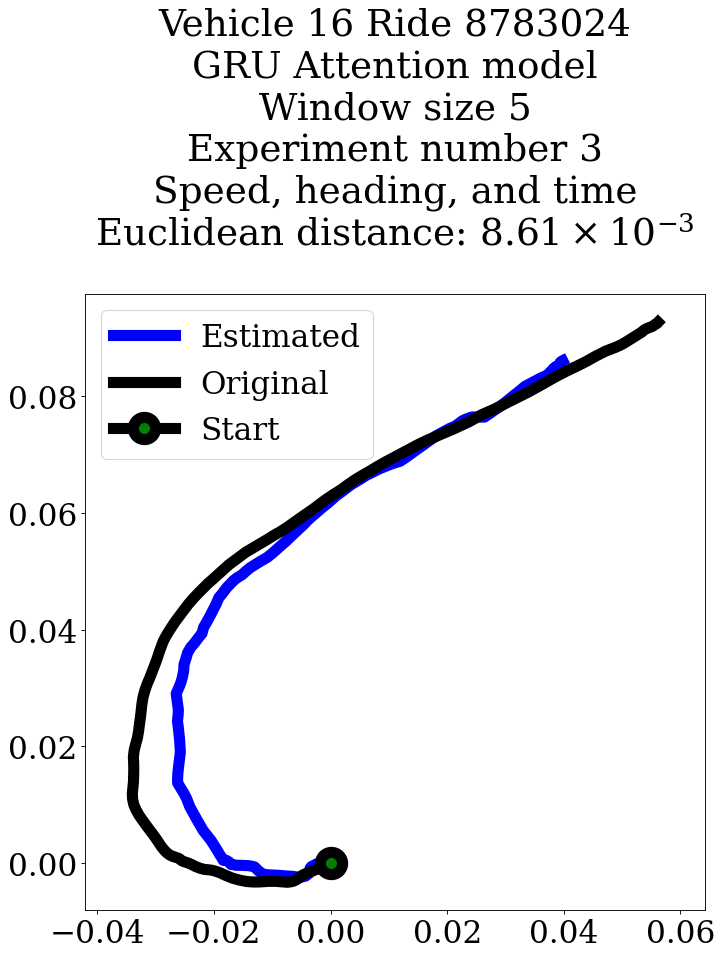 Vehicle 16 Ride 8783024
GRU Attention model
Window size 5
Experiment number 3
Speed, heading, and time
Euclidean distance: 8.61 × 10⁻³
Estimated
Original
Start
0.08
0.06
0.04
0.02
0.00
−0.04 −0.02 0.00 0.02 0.04 0.06